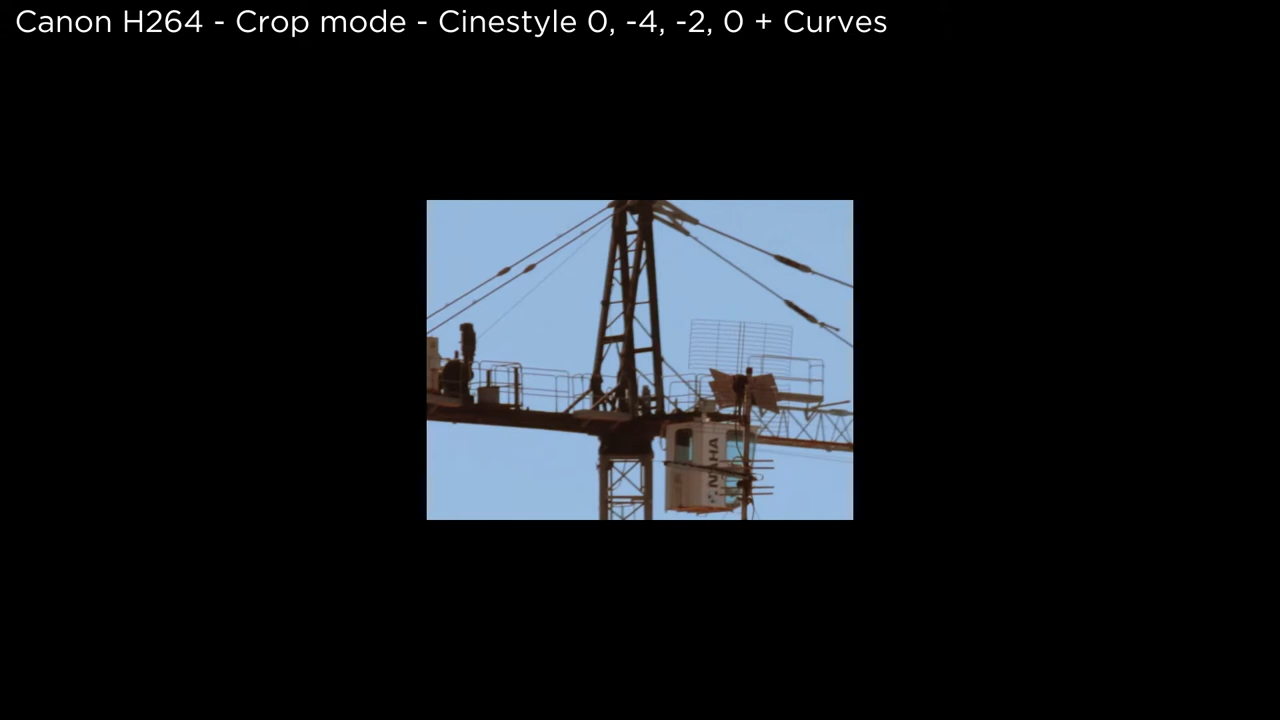 Canon H264 - Crop mode - Cinestyle 0, -4, -2, 0 + Curves